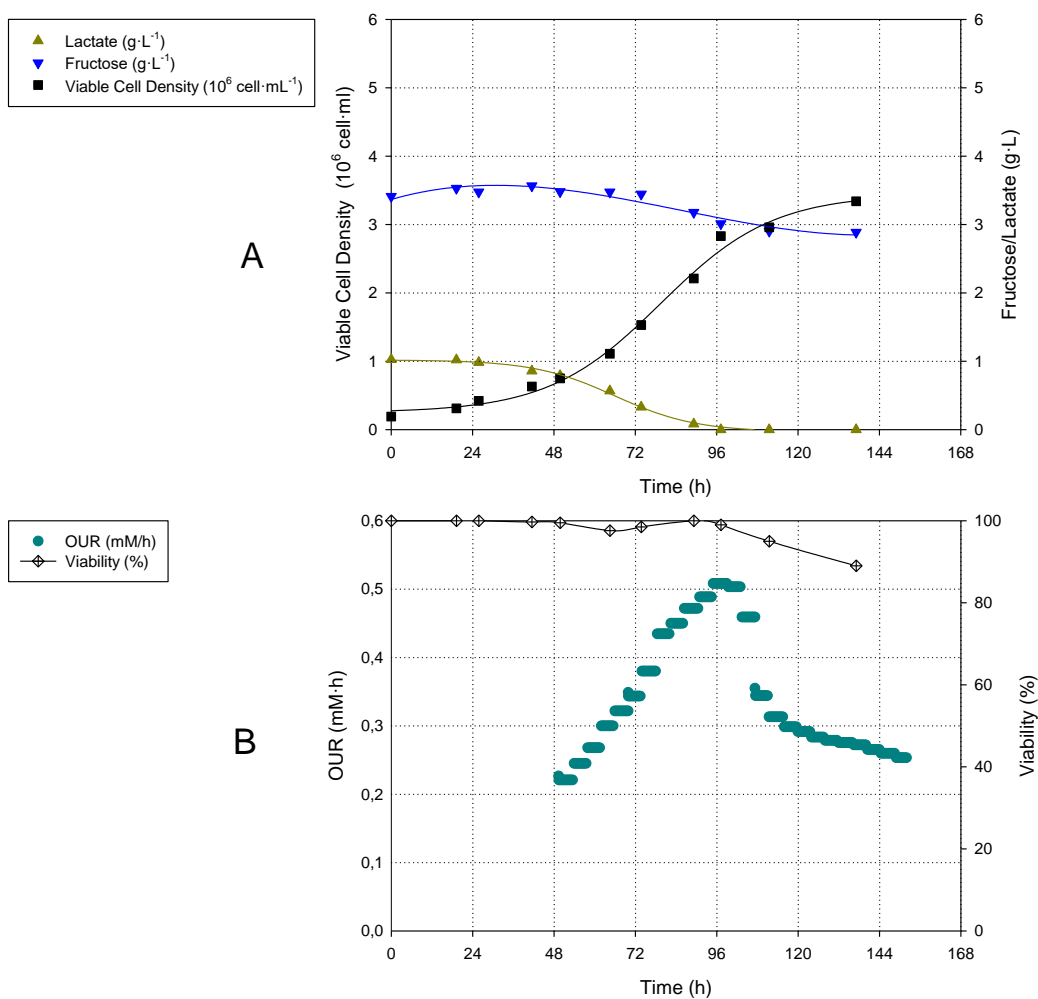 Lactate (g·L⁻¹)
Fructose (g·L⁻¹)
Viable Cell Density (10⁶ cell·mL⁻¹)
A
Viable Cell Density (10⁶ cell·ml)
6
5
4
3
2
1
0
Fructose/Lactate (g·L)
6
5
4
3
2
1
0
0 24 48 72 96 120 144 168
Time (h)
OUR (mM/h)
Viability (%)
B
OUR (mM·h)
0,6
0,5
0,4
0,3
0,2
0,1
0,0
Viability (%)
100
80
60
40
20
0
0 24 48 72 96 120 144 168
Time (h)